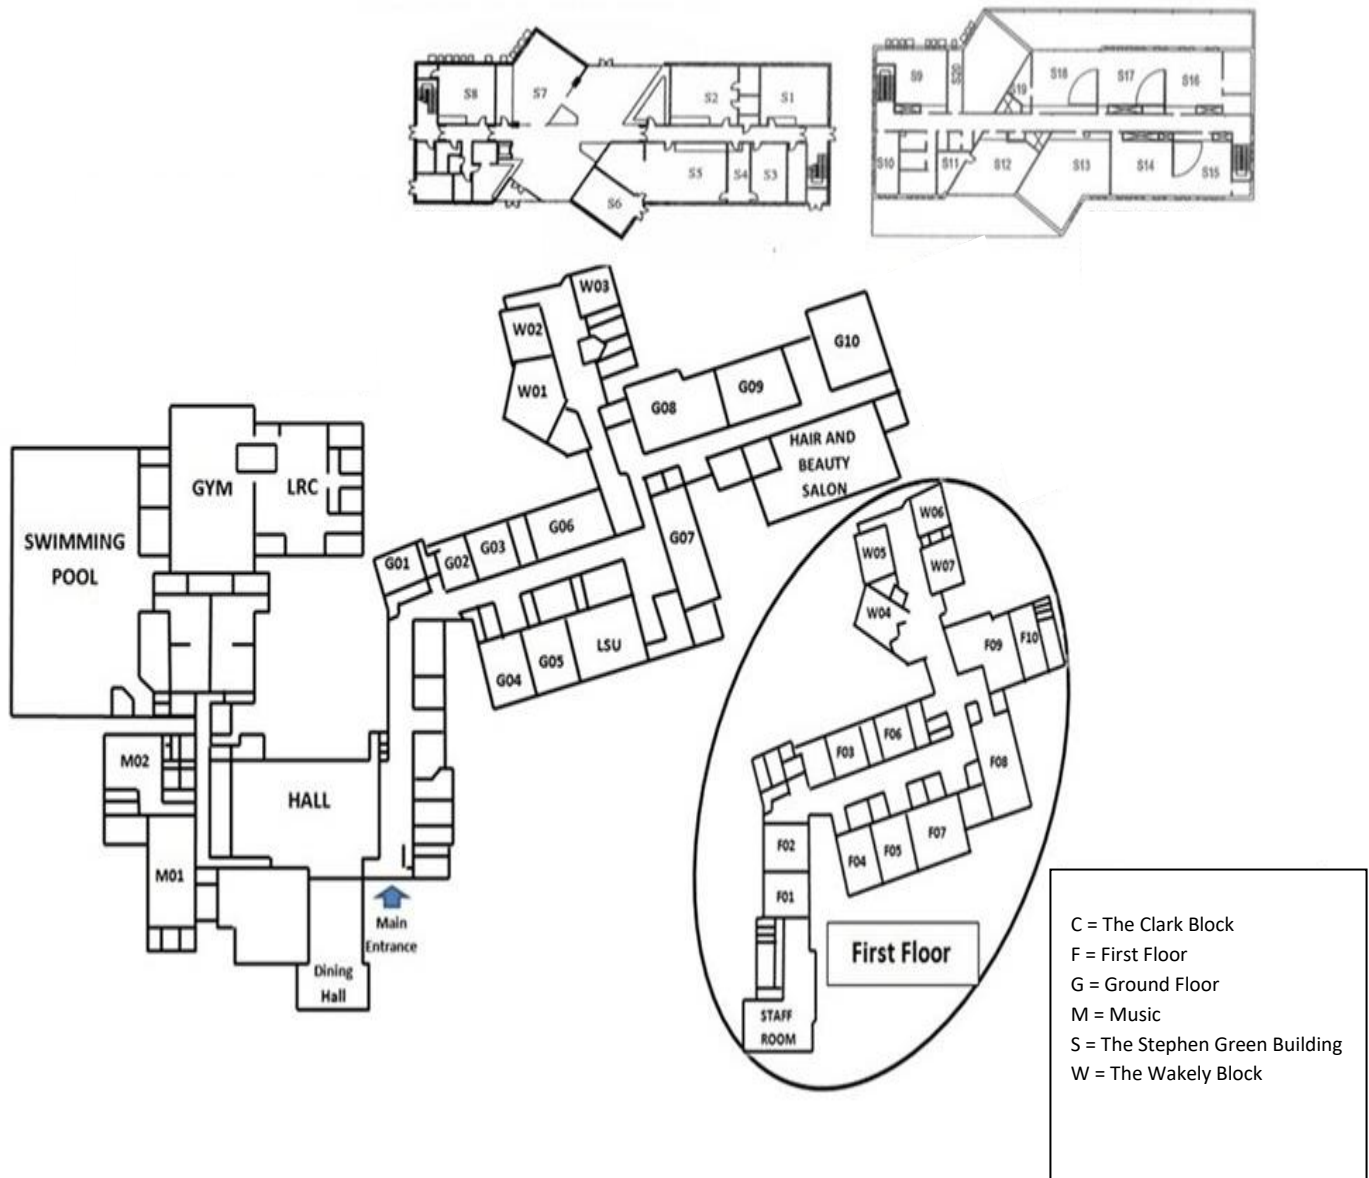 S8
S7
S2
S1
S5
S4
S3
S6
S9
S20
S19
S18
S17
S16
S10
S11
S12
S13
S14
S15
W03
W02
W01
G10
G09
G08
HAIR AND
BEAUTY
SALON
GYM
LRC
SWIMMING
POOL
G01
G02
G03
G06
G07
G04
G05
LSU
M02
HALL
M01
Main
Entrance
Dining
Hall
W06
W05
W07
W04
F09
F10
F03
F06
F08
F02
F04
F05
F07
F01
First Floor
STAFF
ROOM
C = The Clark Block
F = First Floor
G = Ground Floor
M = Music
S = The Stephen Green Building
W = The Wakely Block